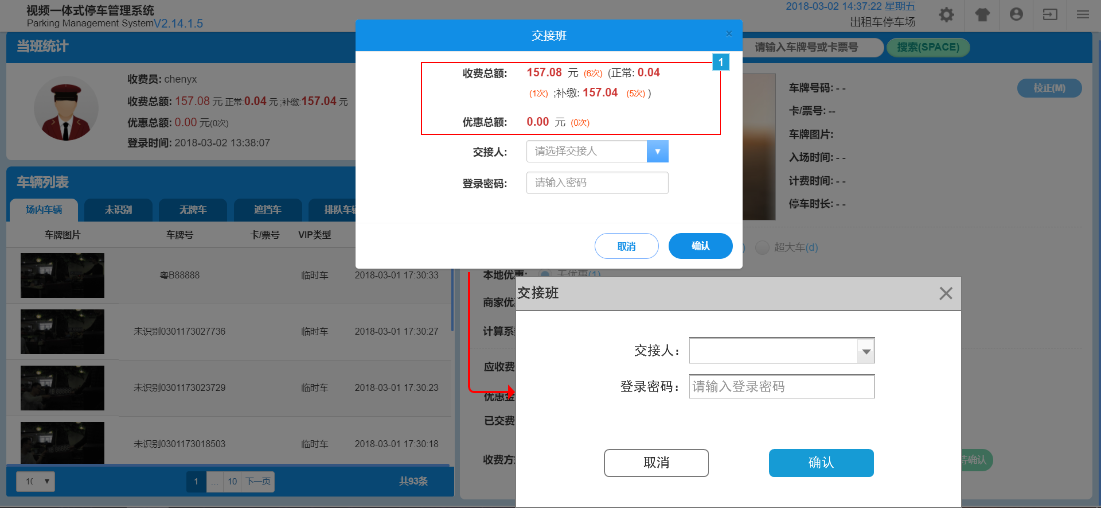 视频一体式停车管理系统
Parking Management System V2.14.1.5
2018-03-02 14:37:22 星期五
出租车停车场
当班统计
收费员: chenyx
收费总额: 157.08 元 正常 0.04 元 ;补缴 157.04 元
优惠总额: 0.00 元(0次)
登录时间: 2018-03-02 13:38:07
请输入车牌号或卡票号
搜索(SPACE)
车牌号码: - -
校正(M)
卡/票号: - -
车牌图片:
入场时间: - -
计费时间: - -
停车时长: - -
超大车(d)
交接班
×
1
收费总额: 157.08 元 (6次) (正常: 0.04
(1次) ;补缴: 157.04 (5次) )
优惠总额: 0.00 元 (0次)
交接人: 请选择交接人
登录密码: 请输入密码
取消
确认
车辆列表
场内车辆 未识别 无牌车 遮挡车 排队车辆
车牌图片 车牌号 卡/票号 VIP类型
粤B88888 临时车 2018-03-01 17:30:33
未识别0301173027736 临时车 2018-03-01 17:30:27
未识别0301173023729 临时车 2018-03-01 17:30:23
未识别0301173018503 临时车 2018-03-01 17:30:18
1 ... 10 下一页
共93条
本地优惠: 无优惠(1)
商家优
计算系
应收费
优惠金
已交费
收费方
确认)
交接班
交接人:
登录密码: 请输入登录密码
取消
确认